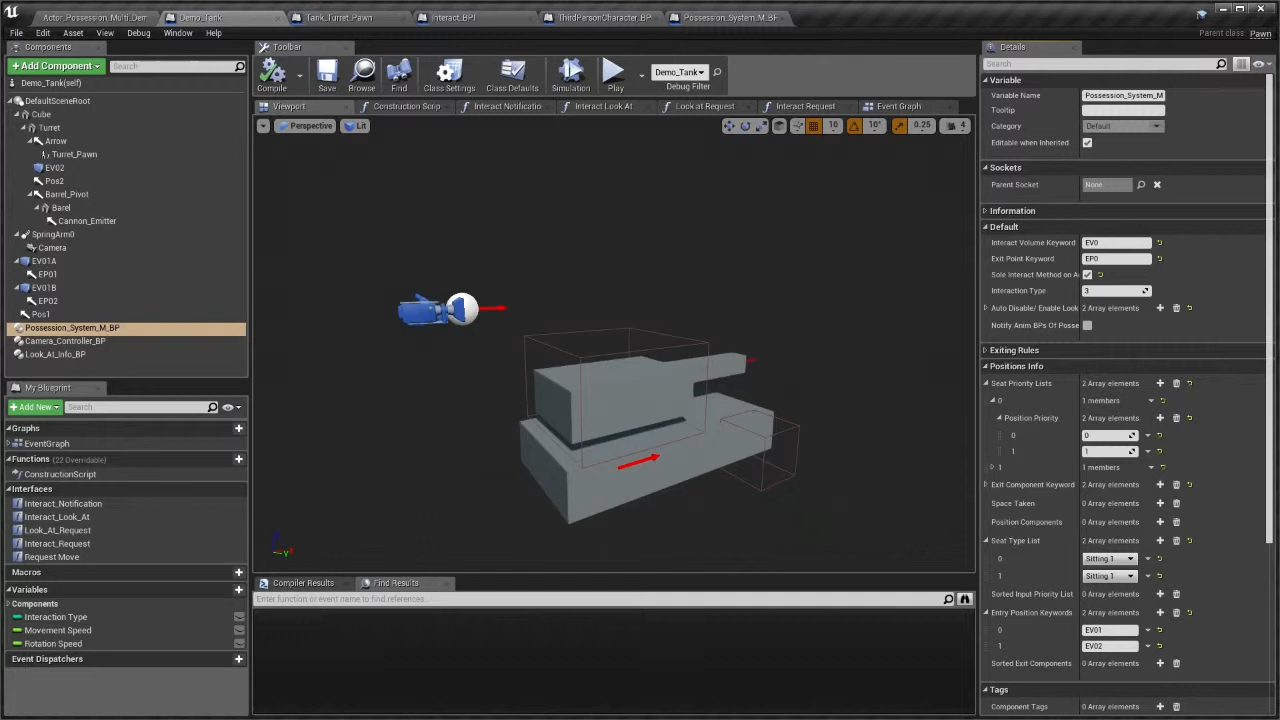 Actor_Possession_Multi_Dem
Demo_Tank
Tank_Turret_Pawn
Interact_BPI
ThirdPersonCharacter_BP
Possession_System_M_BP
File
Edit
Asset
View
Debug
Window
Help
Parent class: Pawn
Components
+Add Component
Search
Demo_Tank(self)
DefaultSceneRoot
Cube
Turret
Arrow
Turret_Pawn
EV02
Pos2
Barrel_Pivot
Barel
Cannon_Emitter
SpringArm0
Camera
EV01A
EP01
EV01B
EP02
Pos1
Possession_System_M_BP
Camera_Controller_BP
Look_At_Info_BP
My Blueprint
+Add New
Search
Graphs
EventGraph
Functions (22 Overridable)
ConstructionScript
Interfaces
Interact_Notification
Interact_Look_At
Look_At_Request
Interact_Request
Request Move
Macros
Variables
Components
Interaction Type
Movement Speed
Rotation Speed
Event Dispatchers
Toolbar
Compile
Save
Browse
Find
Class Settings
Class Defaults
Simulation
Play
Demo_Tank
Debug Filter
Viewport
Construction Scrip
Interact Notificatio
Interact Look At
Look at Request
Interact Request
Event Graph
Perspective
Lit
10
10°
0.25
4
Compiler Results
Find Results
Enter function or event name to find references...
Details
Search
Variable
Variable Name Possession_System_M
Tooltip
Category Default
Editable when Inherited
Sockets
Parent Socket None
Information
Default
Interact Volume Keyword EV0
Exit Point Keyword EP0
Sole Interact Method on A
Interaction Type 3
Auto Disable/ Enable Look 2 Array elements
Notify Anim BPs Of Posse
Exiting Rules
Positions Info
Seat Priority Lists 2 Array elements
0 1 members
Position Priority 2 Array elements
0 0
1 1
1 1 members
Exit Component Keyword 2 Array elements
Space Taken 0 Array elements
Position Components 0 Array elements
Seat Type List 2 Array elements
0 Sitting 1
1 Sitting 1
Sorted Input Priority List 0 Array elements
Entry Position Keywords 2 Array elements
0 EV01
1 EV02
Sorted Exit Components 0 Array elements
Tags
Component Tags 0 Array elements